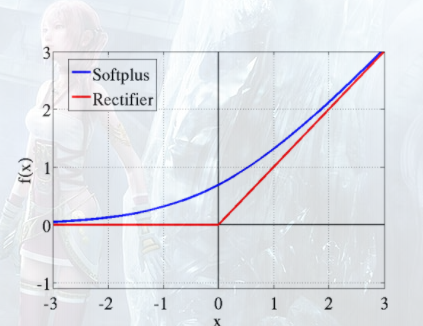 3
Softplus
Rectifier
2
f(x)
1
0
-1
-3 -2 -1 0 1 2 3
x